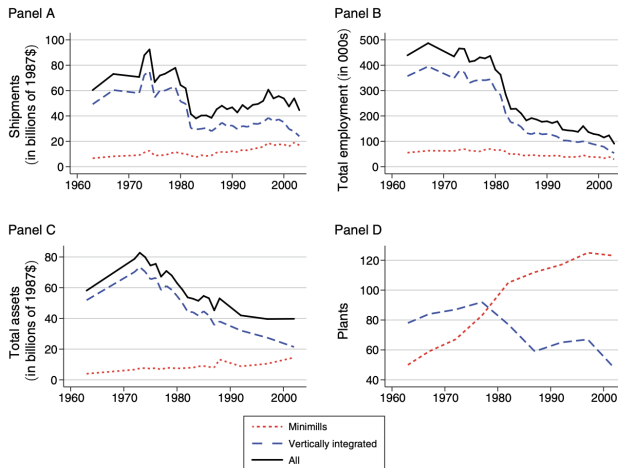 Panel A
Shipments
(in billions of 1987$)
100
80
60
40
20
0
1960 1970 1980 1990 2000
Panel B
Total employment (in 000s)
500
400
300
200
100
0
1960 1970 1980 1990 2000
Panel C
Total assets
(in billions of 1987$)
80
60
40
20
0
1960 1970 1980 1990 2000
Panel D
Plants
120
100
80
60
40
1960 1970 1980 1990 2000
Minimills
Vertically integrated
All